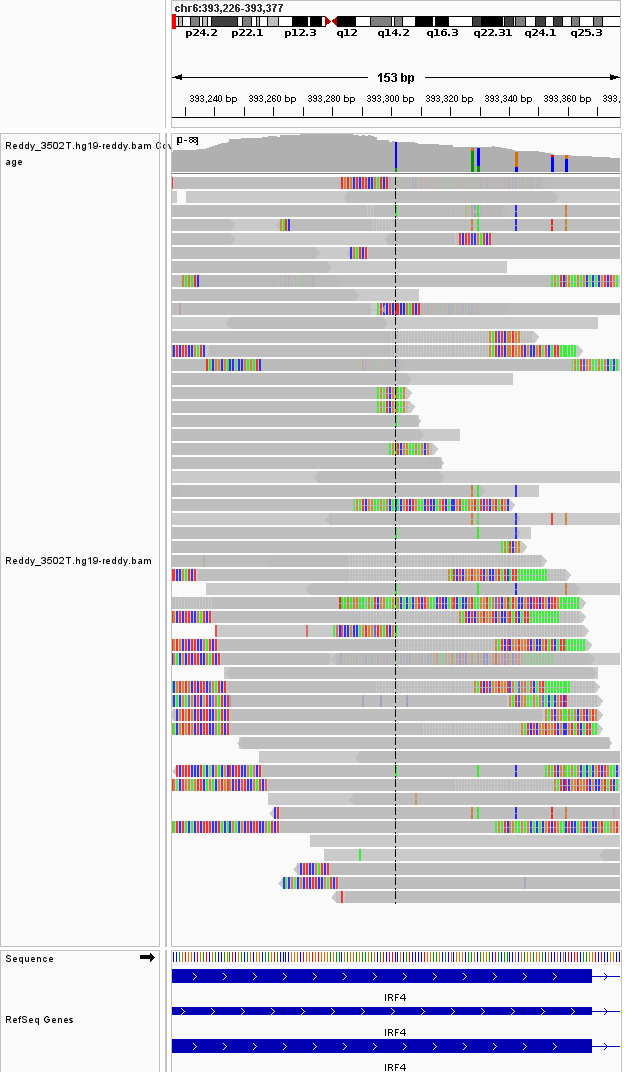 chr6:393,226-393,377
p24.2 p22.1 p12.3 q12 q14.2 q16.3 q22.31 q24.1 q25.3
153 bp
393,240 bp 393,260 bp 393,280 bp 393,300 bp 393,320 bp 393,340 bp 393,360 bp 393,
Reddy_3502T.hg19-reddy.bam Co
age
[0-88]
Reddy_3502T.hg19-reddy.bam
Sequence
IRF4
RefSeq Genes
IRF4
IRF4